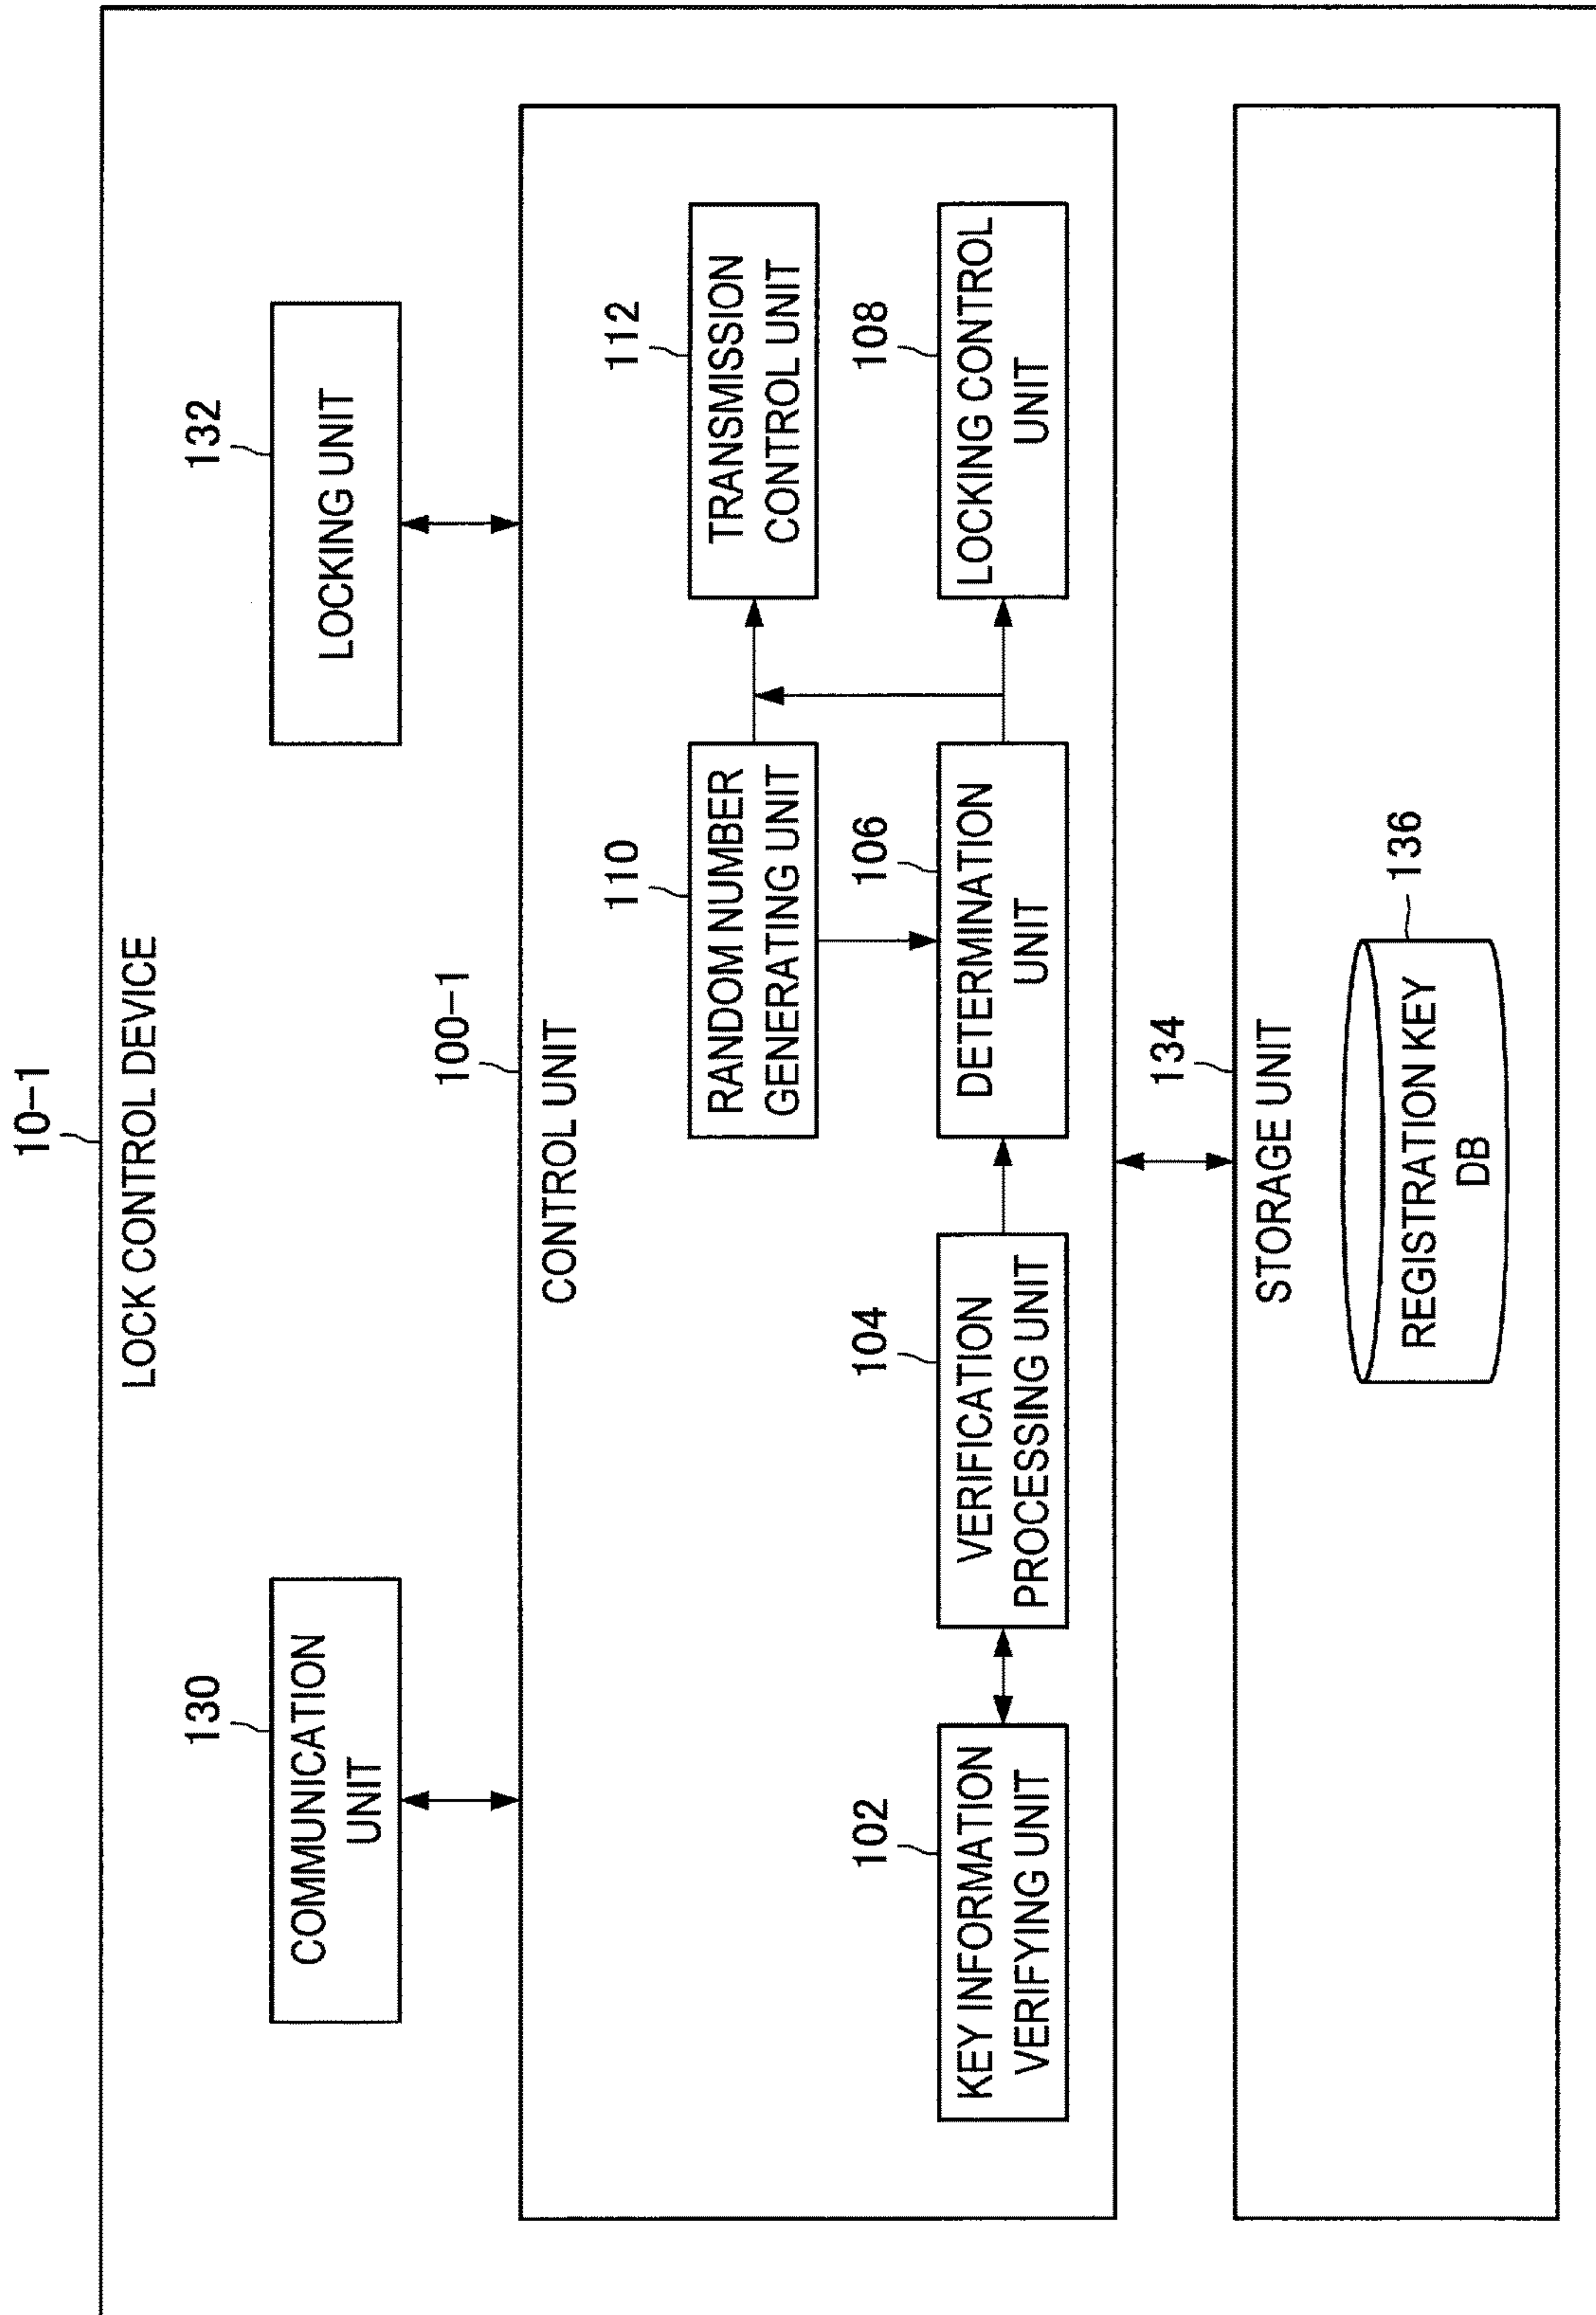 10-1
LOCK CONTROL DEVICE
130
COMMUNICATION
UNIT
132
LOCKING UNIT
100-1
CONTROL UNIT
110
RANDOM NUMBER
GENERATING UNIT
112
TRANSMISSION
CONTROL UNIT
102
KEY INFORMATION
VERIFYING UNIT
104
VERIFICATION
PROCESSING UNIT
106
DETERMINATION
UNIT
108
LOCKING CONTROL
UNIT
134
STORAGE UNIT
136
REGISTRATION KEY
DB